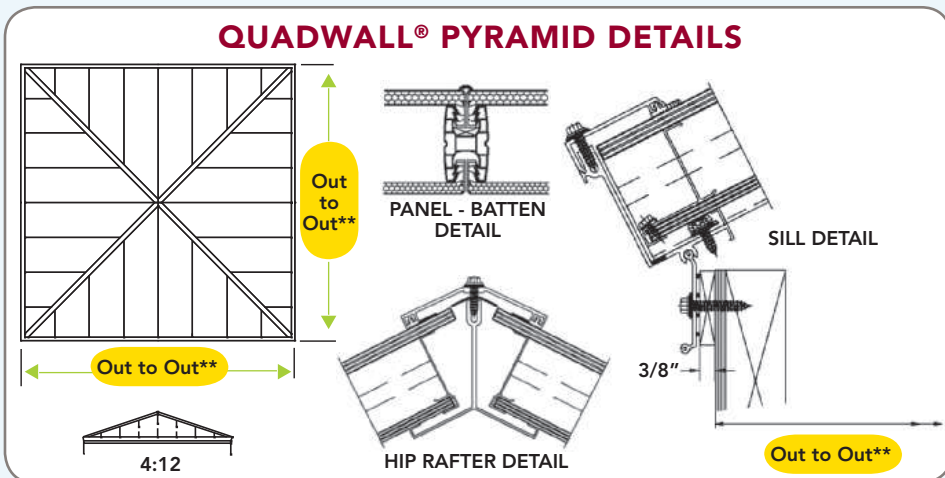 QUADWALL® PYRAMID DETAILS
Out
to
Out**
Out to Out**
4:12
PANEL - BATTEN
DETAIL
HIP RAFTER DETAIL
SILL DETAIL
3/8”
Out to Out**